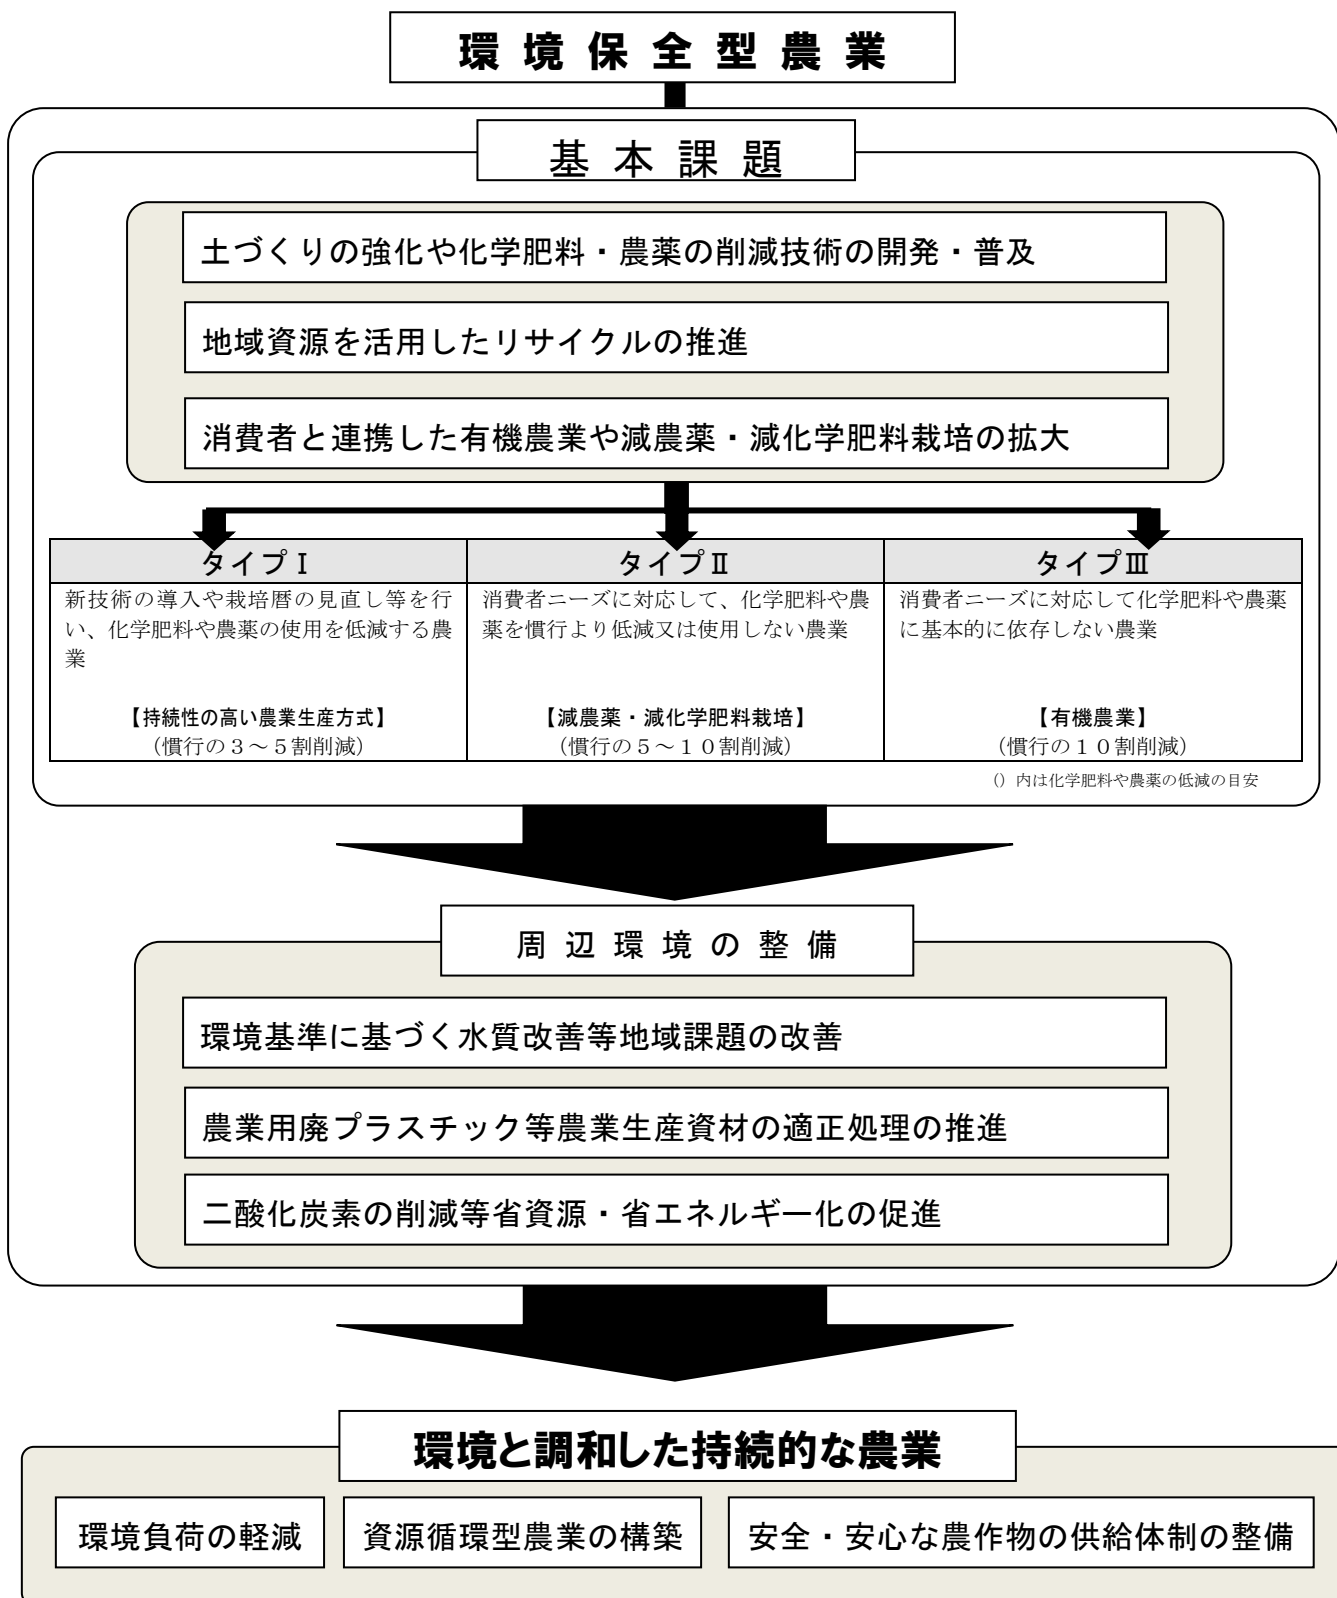 環境保全型農業
基本課題
土づくりの強化や化学肥料・農薬の削減技術の開発・普及
地域資源を活用したリサイクルの推進
消費者と連携した有機農業や減農薬・減化学肥料栽培の拡大
タイプⅠ
新技術の導入や栽培暦の見直し等を行
い、化学肥料や農薬の使用を低減する農
業
【持続性の高い農業生産方式】
（慣行の３～５割削減）
タイプⅡ
消費者ニーズに対応して、化学肥料や農
薬を慣行より低減又は使用しない農業
【減農薬・減化学肥料栽培】
（慣行の５～１０割削減）
タイプⅢ
消費者ニーズに対応して化学肥料や農薬
に基本的に依存しない農業
【有機農業】
（慣行の１０割削減）
（）内は化学肥料や農薬の低減の目安
周辺環境の整備
環境基準に基づく水質改善等地域課題の改善
農業用廃プラスチック等農業生産資材の適正処理の推進
二酸化炭素の削減等省資源・省エネルギー化の促進
環境と調和した持続的な農業
環境負荷の軽減
資源循環型農業の構築
安全・安心な農作物の供給体制の整備